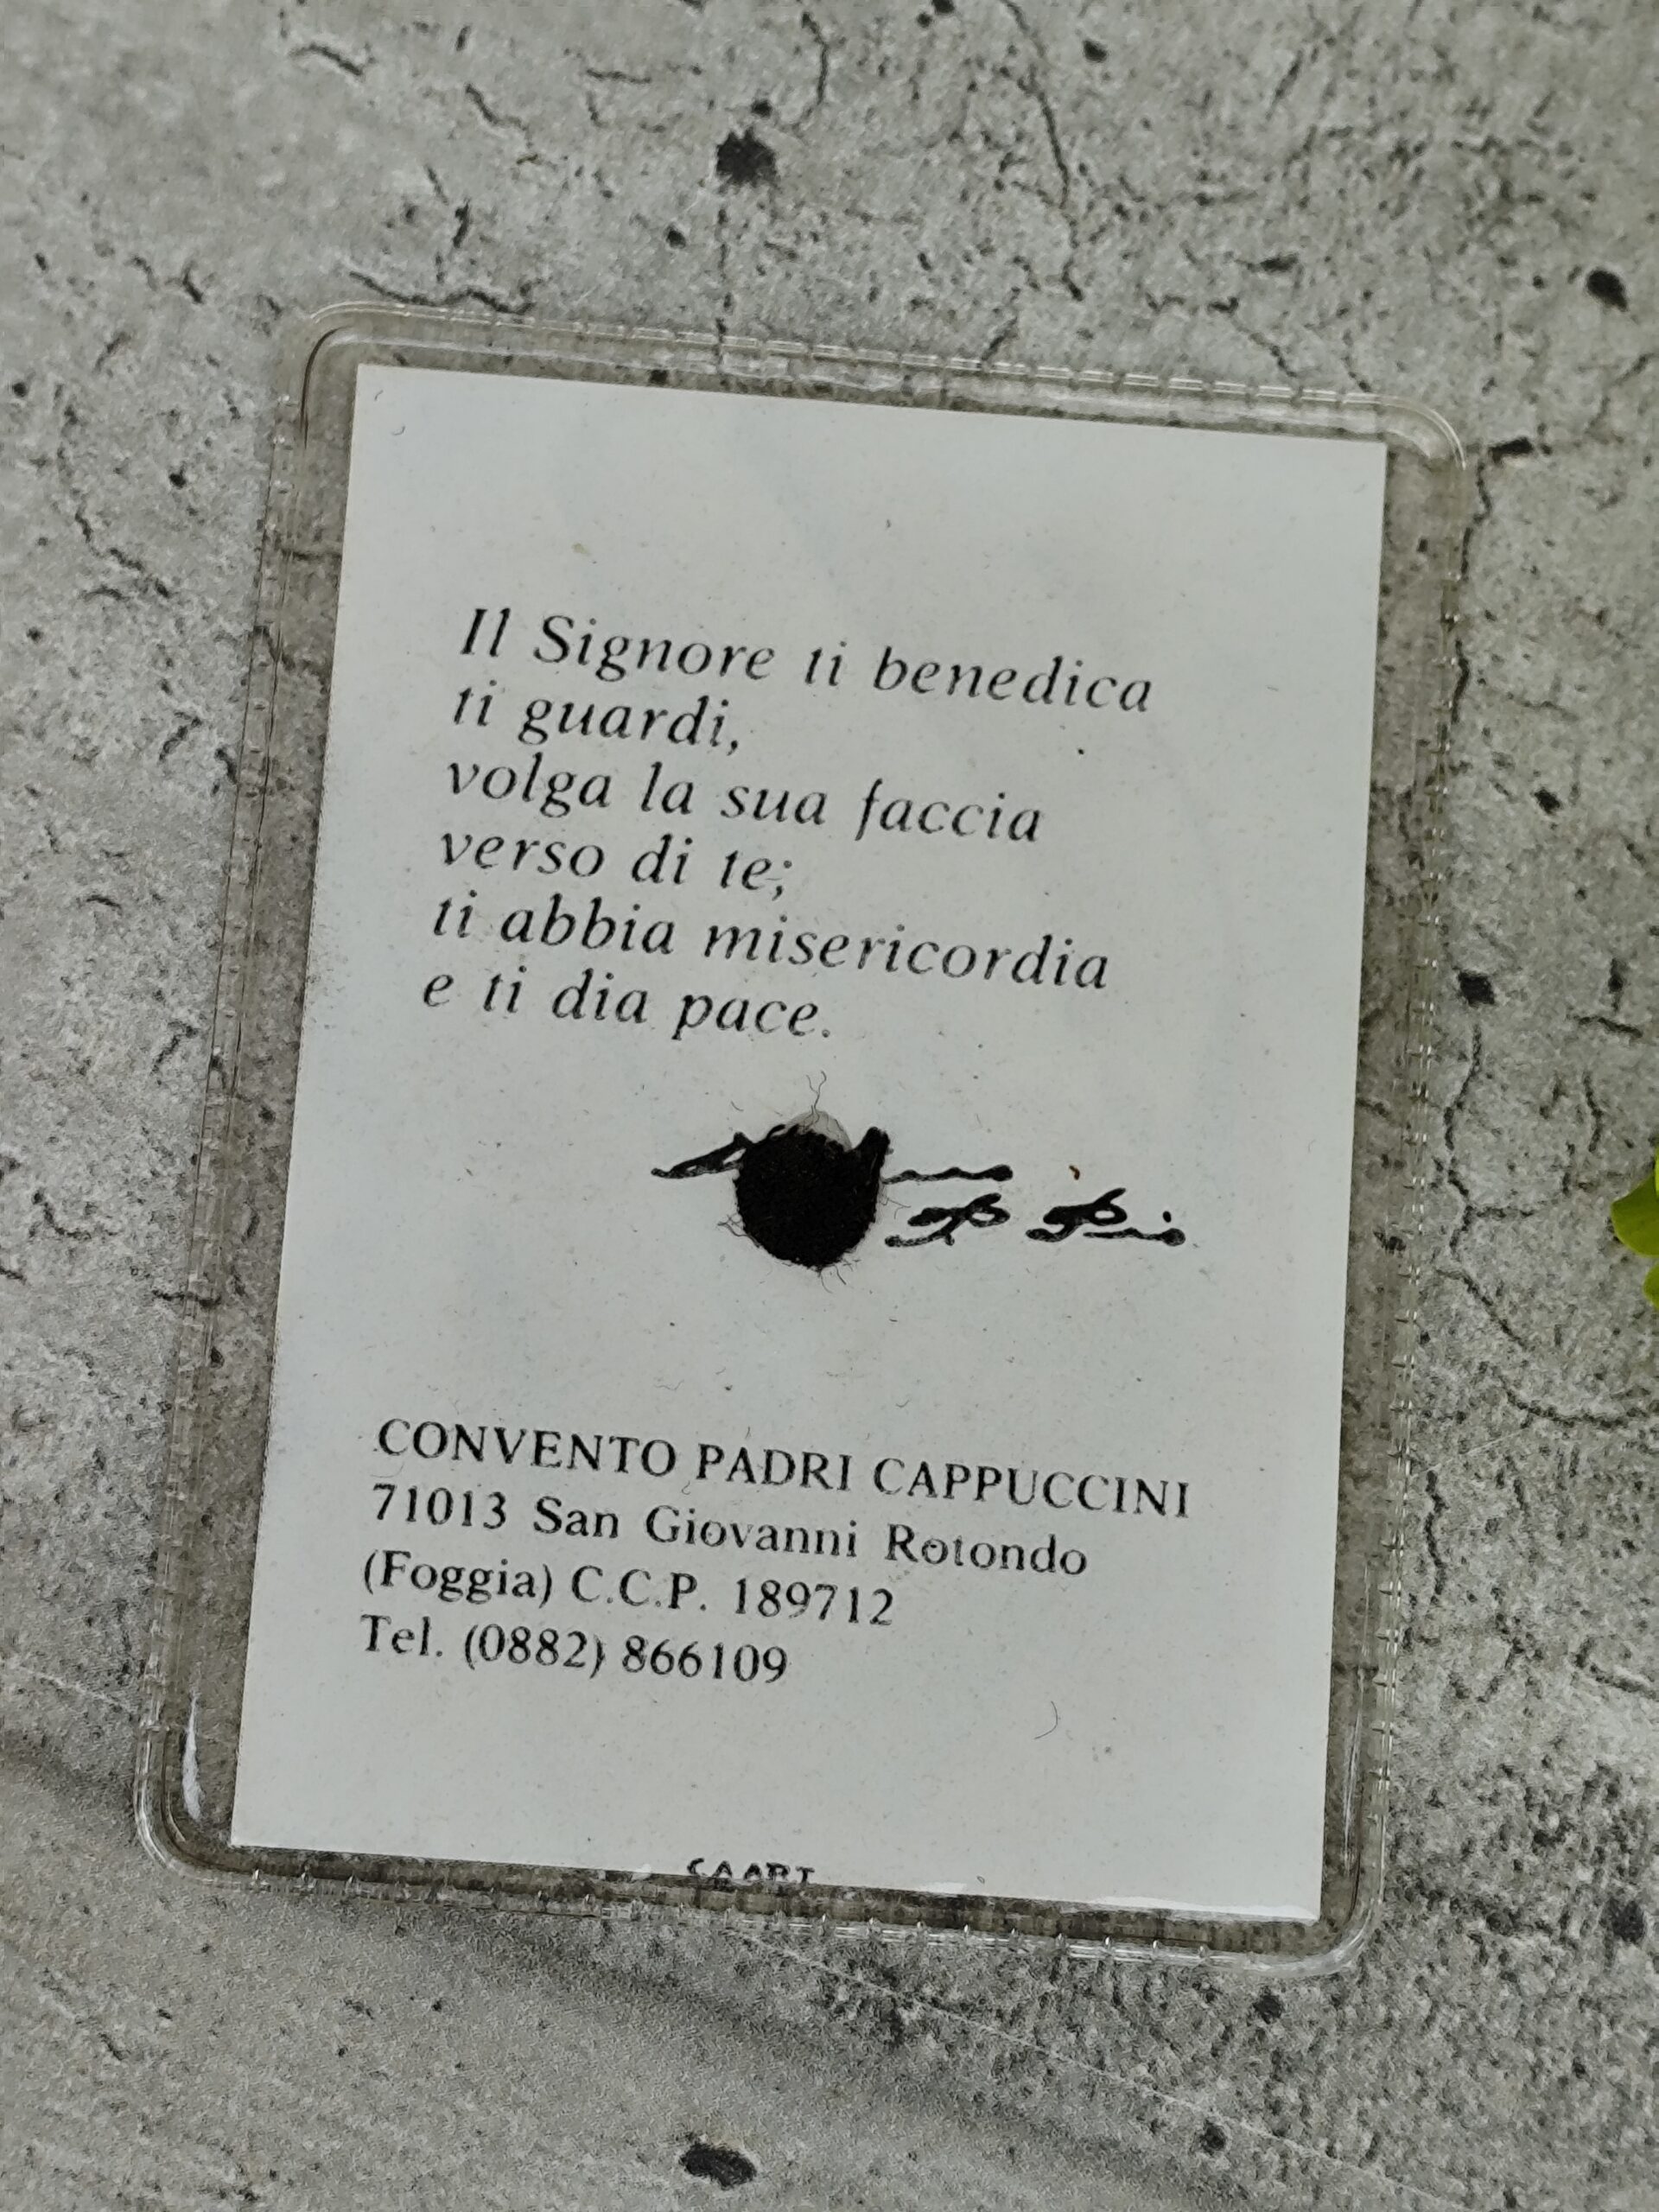 Il Signore ti benedica
ti guardi,
volga la sua faccia
verso di te;
ti abbia misericordia
e ti dia pace.
CONVENTO PADRI CAPPUCCINI
71013 San Giovanni Rotondo
(Foggia) C.C.P. 189712
Tel. (0882) 866109